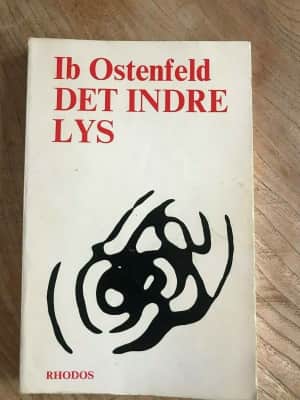 Ib Ostenfeld
DET INDRE
LYS
RHODOS